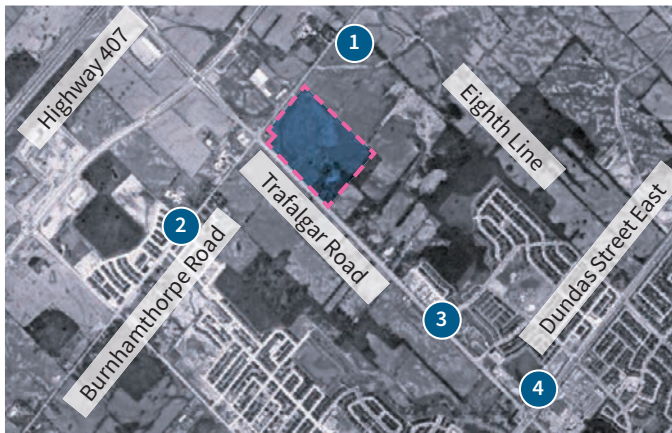 1
Highway 407
Eighth Line
Trafalgar Road
2
Burnhamthorpe Road
Dundas Street East
3
4